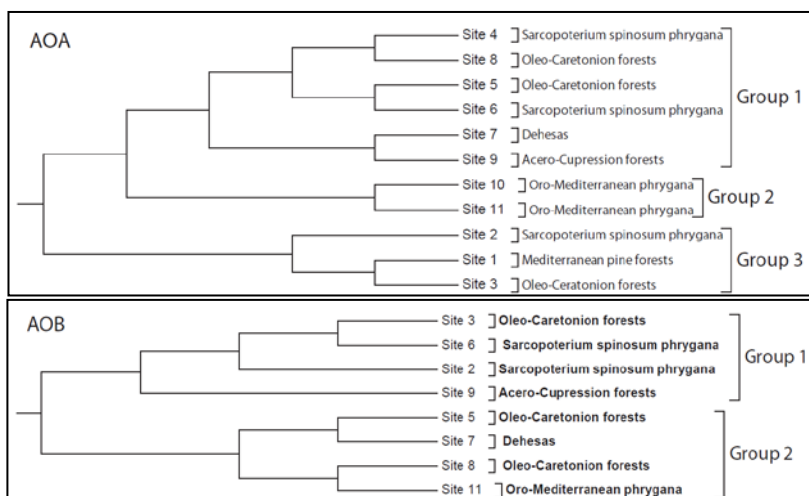 AOA
Site 4 Sarcopoterium spinosum phrygana
Site 8 Oleo-Caretonion forests
Site 5 Oleo-Caretonion forests
Site 6 Sarcopoterium spinosum phrygana
Site 7 Dehesas
Site 9 Acero-Cupression forests
Group 1
Site 10 Oro-Mediterranean phrygana
Site 11 Oro-Mediterranean phrygana
Group 2
Site 2 Sarcopoterium spinosum phrygana
Site 1 Mediterranean pine forests
Site 3 Oleo-Ceratonion forests
Group 3
AOB
Site 3 Oleo-Caretonion forests
Site 6 Sarcopoterium spinosum phrygana
Site 2 Sarcopoterium spinosum phrygana
Site 9 Acero-Cupression forests
Group 1
Site 5 Oleo-Caretonion forests
Site 7 Dehesas
Site 8 Oleo-Caretonion forests
Site 11 Oro-Mediterranean phrygana
Group 2